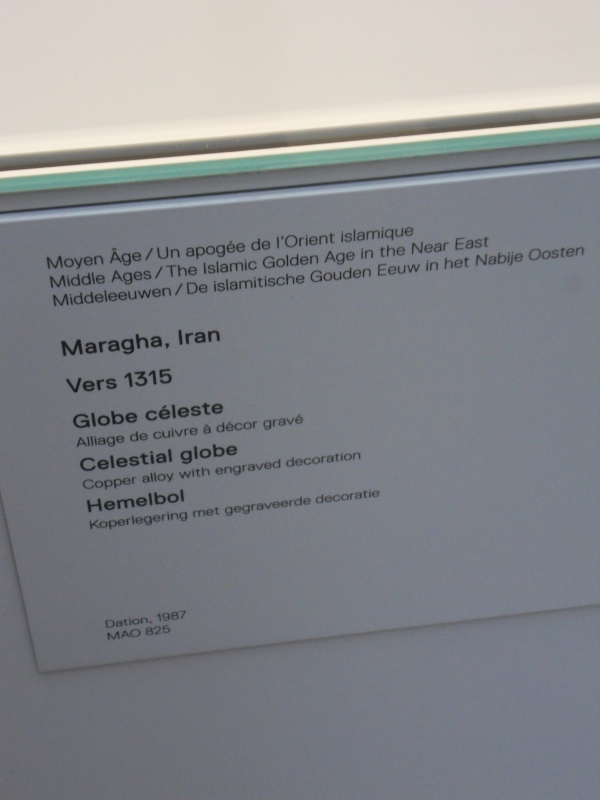 Moyen Âge / Un apogée de l'Orient islamique
Middle Ages / The Islamic Golden Age in the Near East
Middeleeuwen / De islamitische Gouden Eeuw in het Nabije Oosten
Maragha, Iran
Vers 1315
Globe céleste
Alliage de cuivre à décor gravé
Celestial globe
Copper alloy with engraved decoration
Hemelbol
Koperlegering met gegraveerde decoratie
Dation, 1987
MAO 825